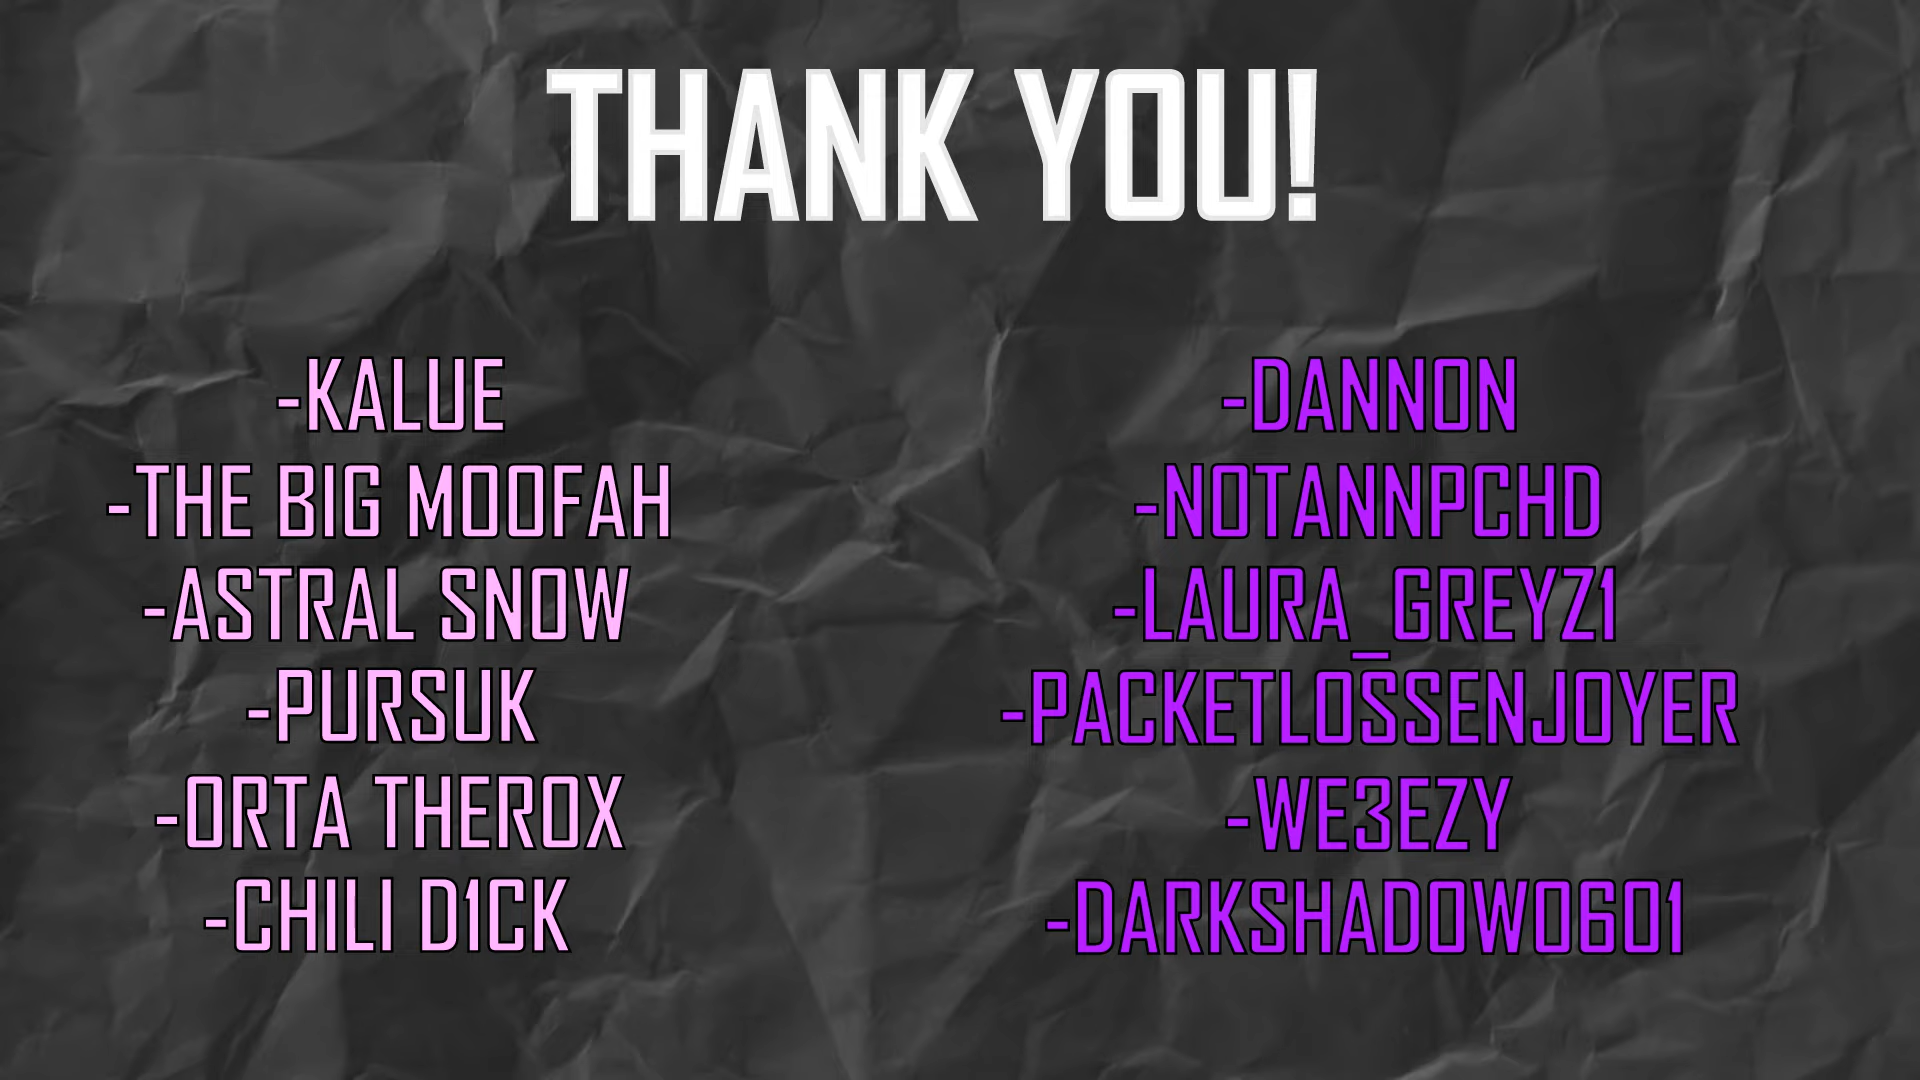 THANK YOU!
-KALUE
-THE BIG MOOFAH
-ASTRAL SNOW
-PURSUK
-ORTA THEROX
-CHILI D1CK
-DANNON
-NOTANNPCHD
-LAURA_GREYZ1
-PACKETLOSSENJOYER
-WE3EZY
-DARKSHADOW0601